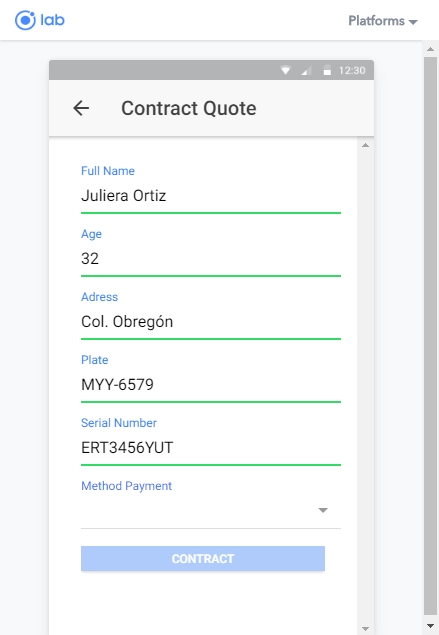 lab
Platforms
12:30
Contract Quote
Full Name
Juliera Ortiz
Age
32
Adress
Col. Obregón
Plate
MYY-6579
Serial Number
ERT3456YUT
Method Payment
CONTRACT